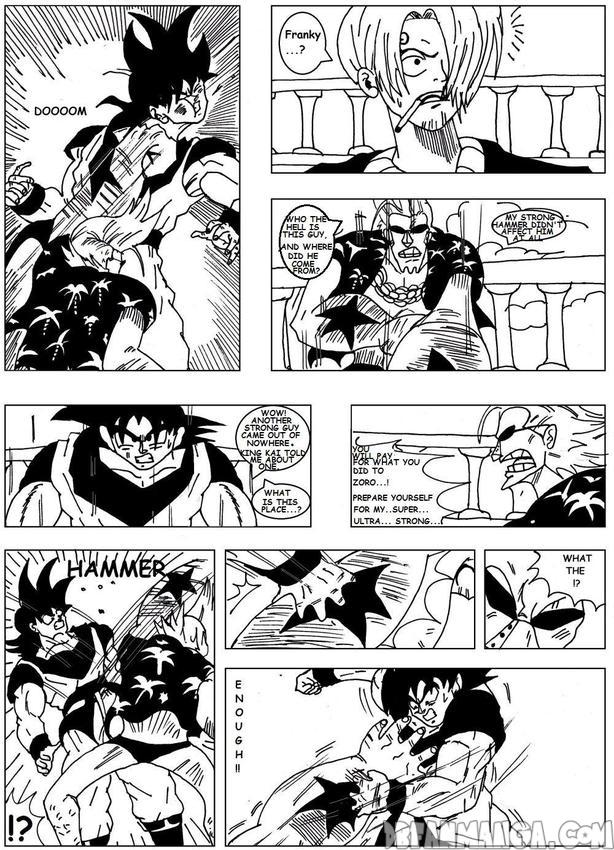 DOOOOM
Franky
...?
WHO THE
HELL IS
THIS GUY,
AND WHERE
DID HE
COME
FROM?
MY STRONG
HAMMER DIDN'T
AFFECT HIM
AT ALL
WOW!
ANOTHER
STRONG GUY
CAME OUT OF
NOWHERE.
KING KAI TOLD
ME ABOUT
ONE.
WHAT
IS THIS
PLACE...?
YOU
WILL PAY
FOR WHAT YOU
DID TO
ZORO...!
PREPARE YOURSELF
FOR MY..SUPER...
ULTRA... STRONG...
HAMMER
!?
WHAT
THE
!?
ENOUGH!!
DREAMMANGA.COM